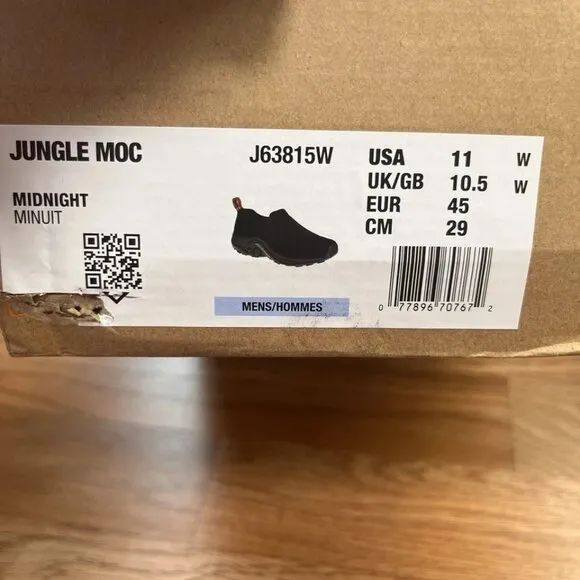 JUNGLE MOC J63815W
MIDNIGHT
MINUIT
USA 11 W
UK/GB 10.5 W
EUR 45
CM 29
MENS/HOMMES
0 77896 70767 2